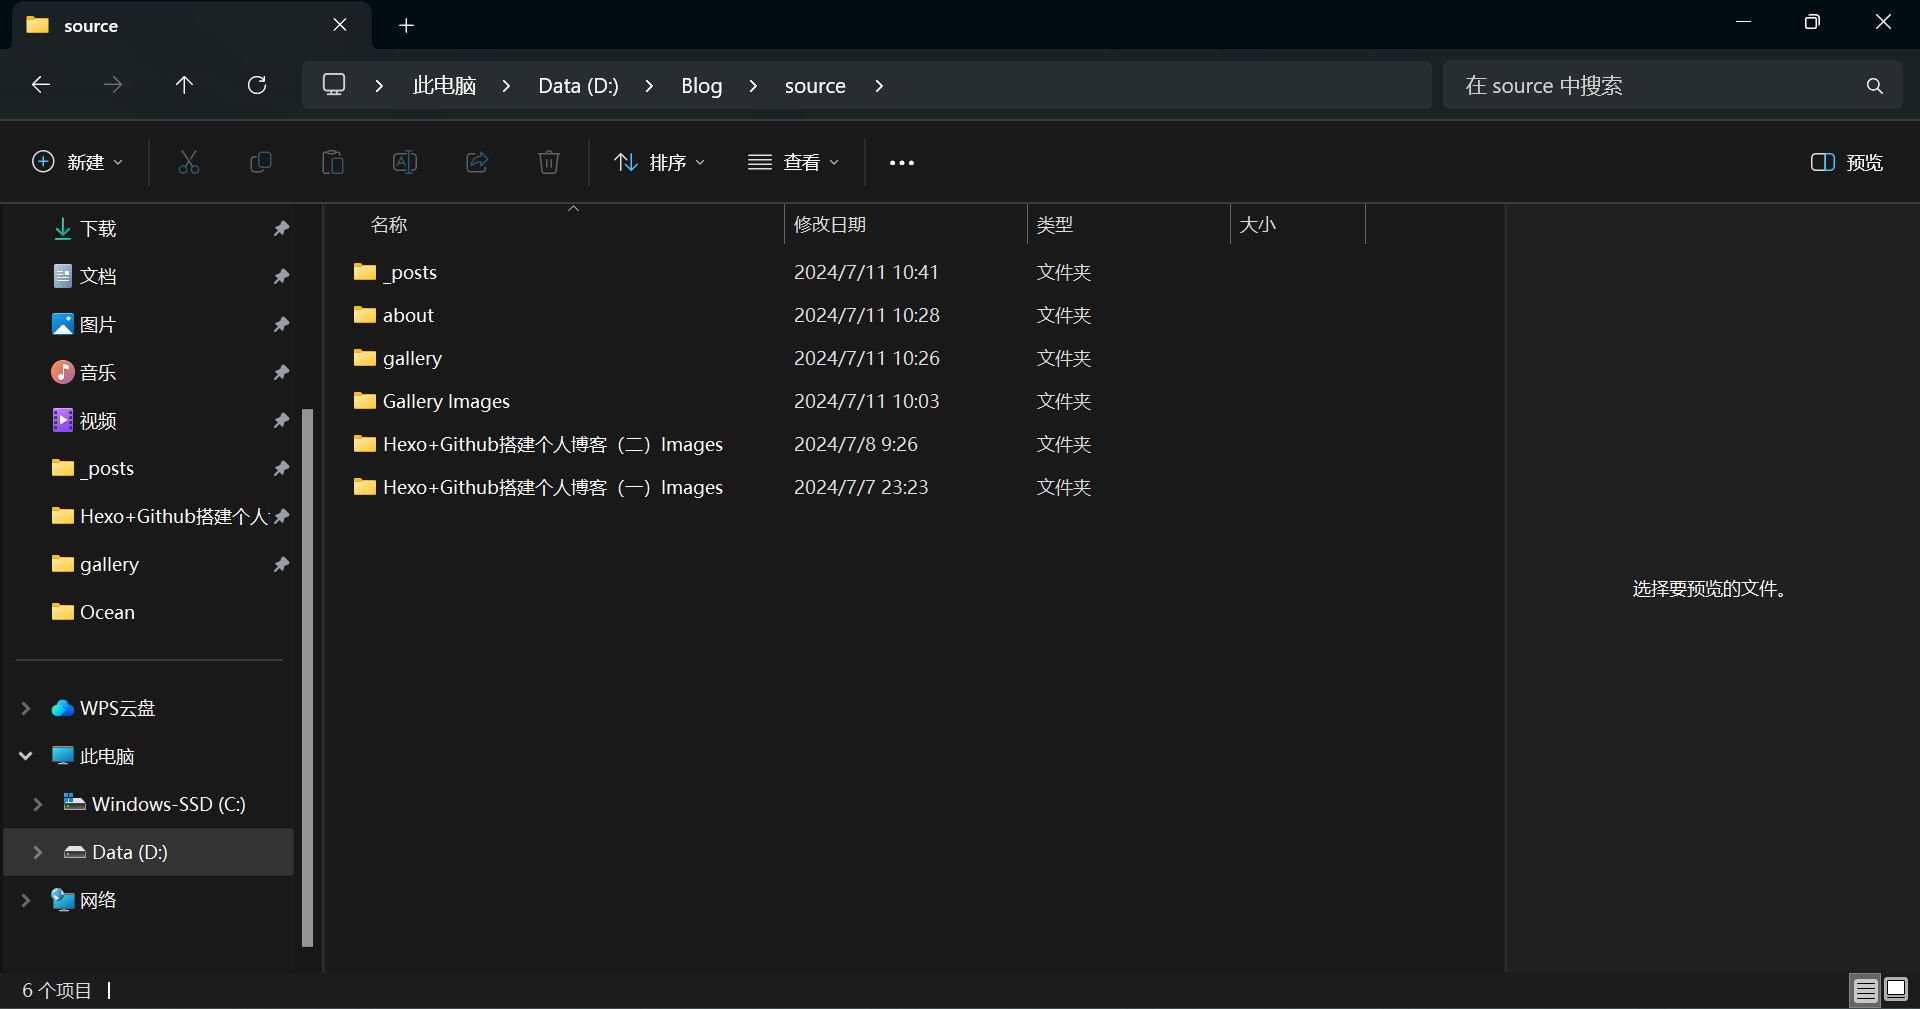 source
此电脑 Data (D:) Blog source
在 source 中搜索
新建 排序 查看 预览
下载
文档
图片
音乐
视频
_posts
Hexo+Github搭建个人
gallery
Ocean
WPS云盘
此电脑
Windows-SSD (C:)
Data (D:)
网络
名称 修改日期 类型 大小
_posts 2024/7/11 10:41 文件夹
about 2024/7/11 10:28 文件夹
gallery 2024/7/11 10:26 文件夹
Gallery Images 2024/7/11 10:03 文件夹
Hexo+Github搭建个人博客（二）Images 2024/7/8 9:26 文件夹
Hexo+Github搭建个人博客（一）Images 2024/7/7 23:23 文件夹
选择要预览的文件。
6 个项目